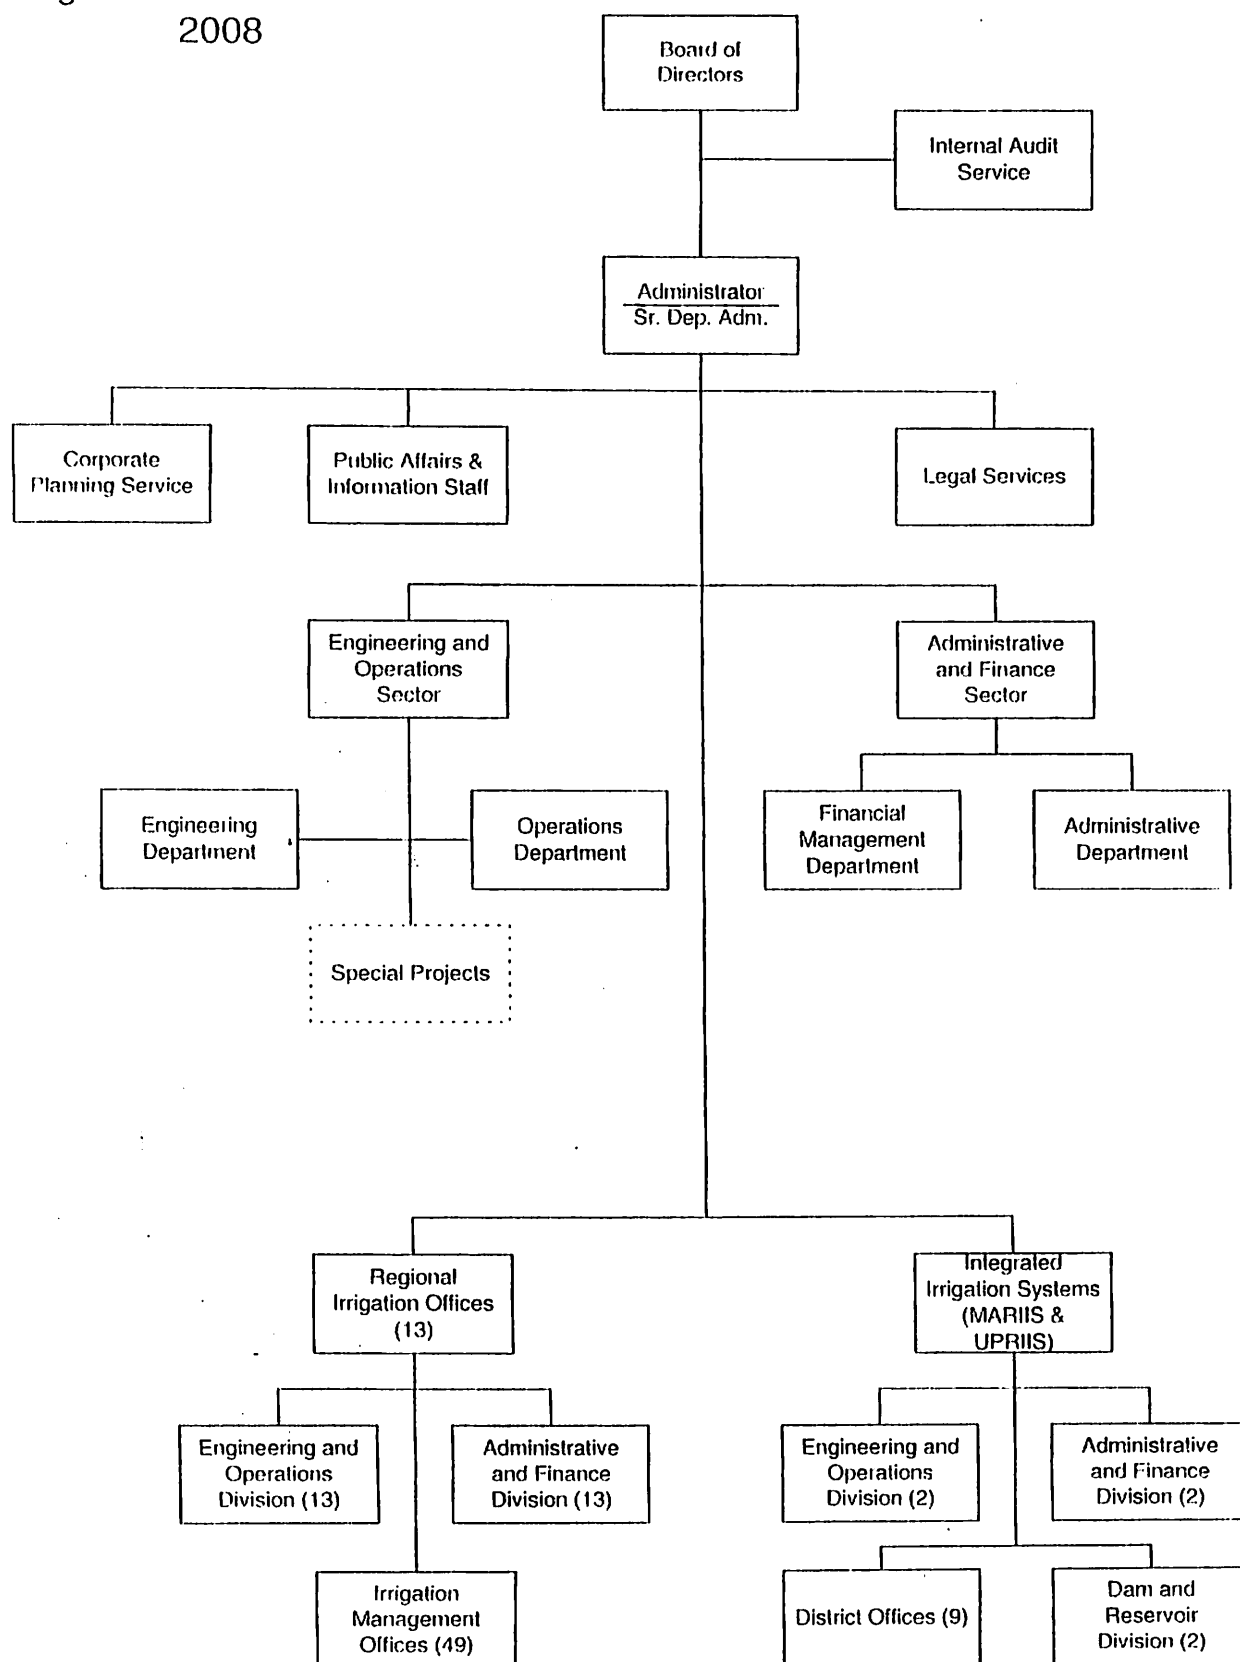 2008
Board of
Directors
Internal Audit
Service
Administrator
Sr. Dep. Adm.
Corporate
Planning Service
Public Affairs &
Information Staff
Legal Services
Engineering and
Operations
Sector
Administrative
and Finance
Sector
Engineering
Department
Operations
Department
Financial
Management
Department
Administrative
Department
Special Projects
Regional
Irrigation Offices
(13)
Integrated
Irrigation Systems
(MARIIS &
UPRIIS)
Engineering and
Operations
Division (13)
Administrative
and Finance
Division (13)
Engineering and
Operations
Division (2)
Administrative
and Finance
Division (2)
Irrigation
Management
Offices (49)
District Offices (9)
Dam and
Reservoir
Division (2)